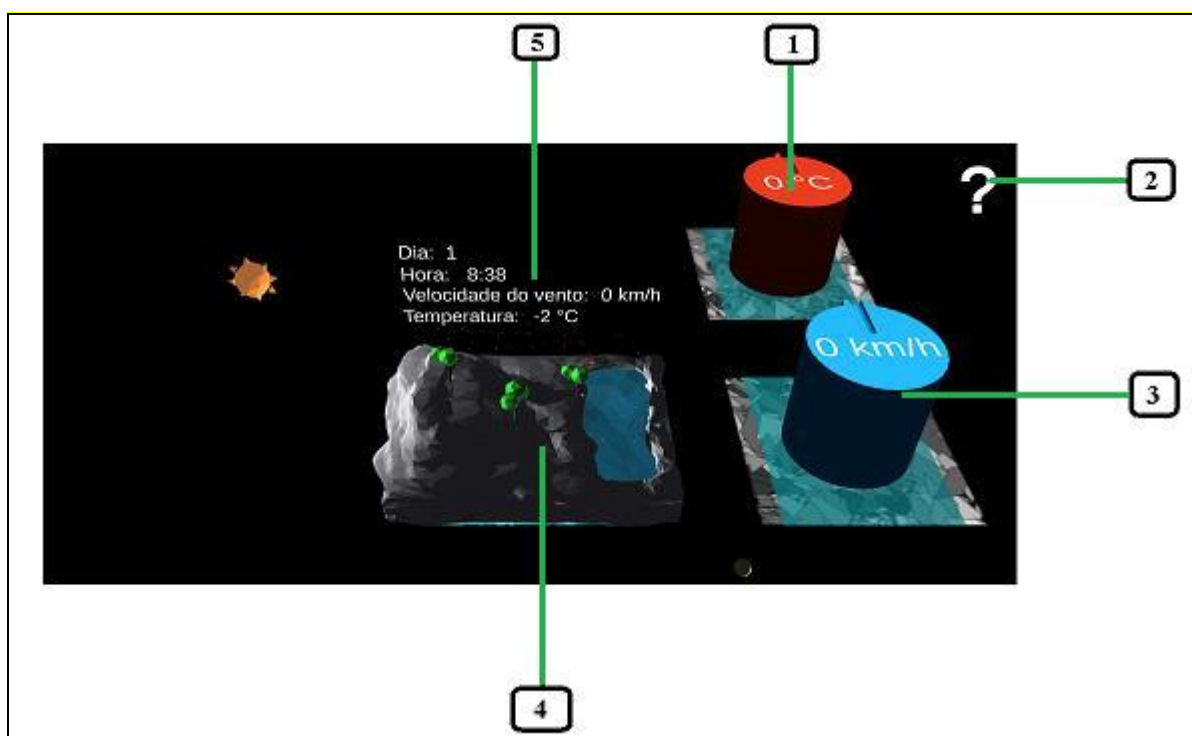 5
1
0 °C
?
2
Dia: 1
Hora: 8:38
Velocidade do vento: 0 km/h
Temperatura: -2 °C
0 km/h
3
4